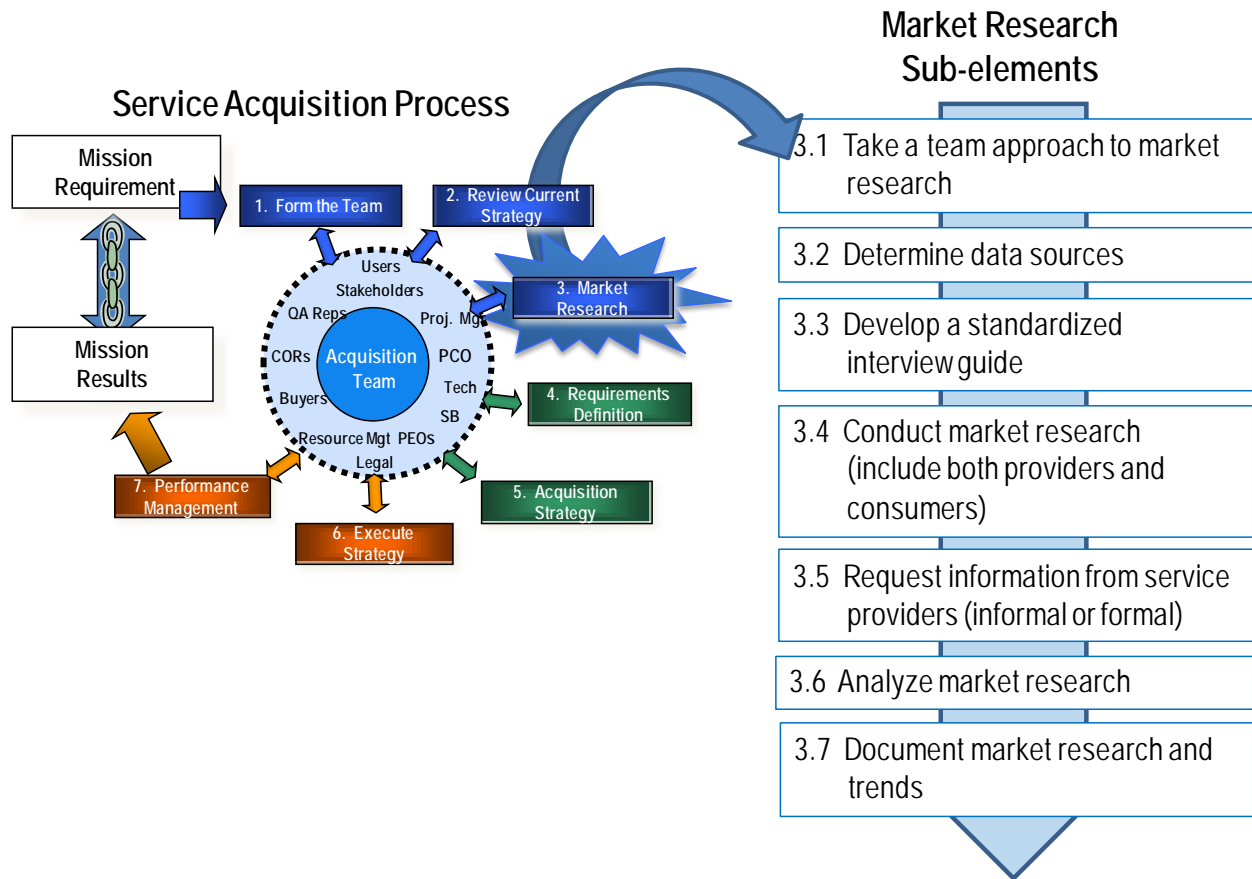 Service Acquisition Process
Mission
Requirement
Mission
Results
1. Form the Team
2. Review Current
Strategy
3. Market
Research
4. Requirements
Definition
5. Acquisition
Strategy
6. Execute
Strategy
7. Performance
Management
Users
Stakeholders
QA Reps
Proj. Mgr
CORs
PCO
Acquisition
Team
Tech
Buyers
SB
Resource Mgt PEOs
Legal
Market Research
Sub-elements
3.1 Take a team approach to market
research
3.2 Determine data sources
3.3 Develop a standardized
interview guide
3.4 Conduct market research
(include both providers and
consumers)
3.5 Request information from service
providers (informal or formal)
3.6 Analyze market research
3.7 Document market research and
trends